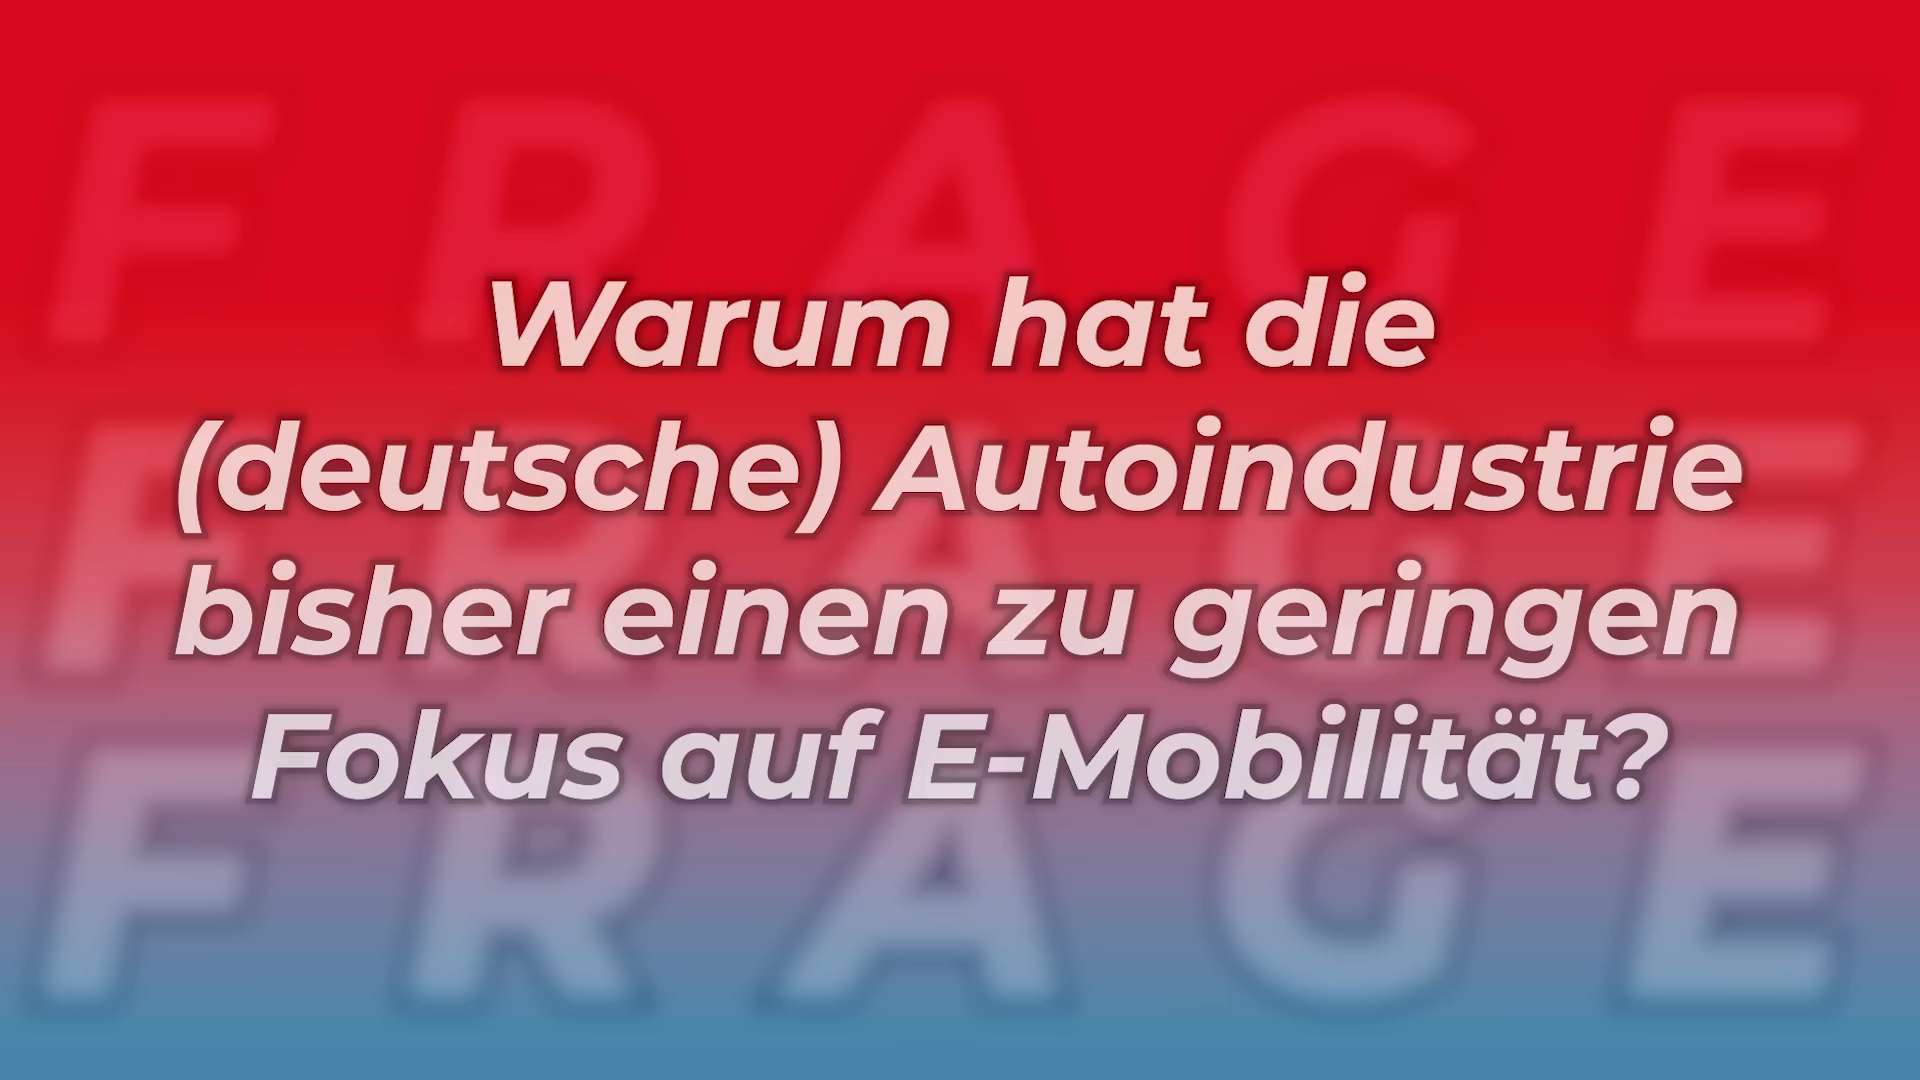 FRAGE
Warum hat die
(deutsche) Autoindustrie
FRAGE
bisher einen zu geringen
Fokus auf E-Mobilität?
FRAGE